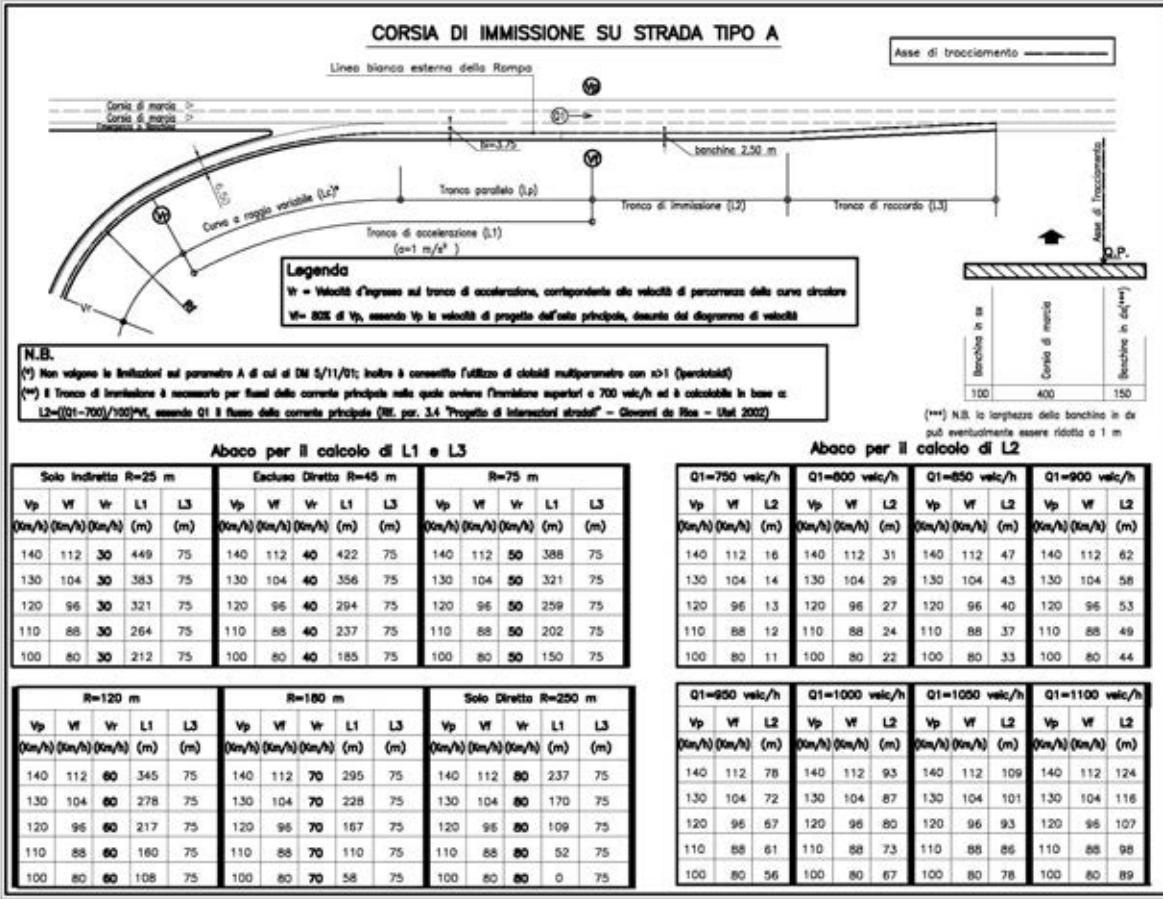 CORSIA DI IMMISSIONE SU STRADA TIPO A
Asse di tracciamento
Linea bianca esterna della Rampa
Vp
Corsia di marcia
Corsia di marcia
Emergenza o Banchina
Q1
Bi=3.75
Vf
banchina 2,50 m
6,50
Curva a raggio variabile (Lc)*
Tronco parallelo (Lp)
Tronco di immissione (L2)
Tronco di raccordo (L3)
Vr
Tronco di accelerazione (L1)
(a=1 m/s² )
Vr
Rt
Asse di Tracciamento
Q.P.
Banchina in sx
Corsia di marcia
Banchina in dx(***)
100 400 150
Legenda
Vr = Velocità d'ingresso sul tronco di accelerazione, corrispondente alla velocità di percorrenza della curva circolare
Vf= 80% di Vp, essendo Vp la velocità di progetto dell'asta principale, desunta dal diagramma di velocità
N.B.
(*) Non valgono le limitazioni sul parametro A di cui al DM 5/11/01; inoltre è consentito l'utilizzo di clotoidi multiparametro con n>1 (iperclotoidi)
(**) Il Tronco di immissione è necessario per flussi della corrente principale nella quale avviene l'immisione superiori a 700 veic/h ed è calcolabile in base a:
L2=((Q1-700)/100)*Vf, essendo Q1 il flusso della corrente principale (Rif. par. 3.4 "Progetto di intersezioni stradali" - Giovanni da Rios - Utet 2002)
(***) N.B. la larghezza della banchina in dx
può eventualmente essere ridotta a 1 m
Abaco per il calcolo di L1 e L3
Solo Indiretta R=25 m Esclusa Diretta R=45 m R=75 m
Vp Vf Vr L1 L3 Vp Vf Vr L1 L3 Vp Vf Vr L1 L3
(Km/h) (Km/h) (Km/h) (m) (m) (Km/h) (Km/h) (Km/h) (m) (m) (Km/h) (Km/h) (Km/h) (m) (m)
140 112 30 449 75 140 112 40 422 75 140 112 50 388 75
130 104 30 383 75 130 104 40 356 75 130 104 50 321 75
120 96 30 321 75 120 96 40 294 75 120 96 50 259 75
110 88 30 264 75 110 88 40 237 75 110 88 50 202 75
100 80 30 212 75 100 80 40 185 75 100 80 50 150 75
R=120 m R=180 m Solo Diretta R=250 m
Vp Vf Vr L1 L3 Vp Vf Vr L1 L3 Vp Vf Vr L1 L3
(Km/h) (Km/h) (Km/h) (m) (m) (Km/h) (Km/h) (Km/h) (m) (m) (Km/h) (Km/h) (Km/h) (m) (m)
140 112 60 345 75 140 112 70 295 75 140 112 80 237 75
130 104 60 278 75 130 104 70 228 75 130 104 80 170 75
120 96 60 217 75 120 96 70 167 75 120 96 80 109 75
110 88 60 160 75 110 88 70 110 75 110 88 80 52 75
100 80 60 108 75 100 80 70 58 75 100 80 80 0 75
Abaco per il calcolo di L2
Q1=750 veic/h Q1=800 veic/h Q1=850 veic/h Q1=900 veic/h
Vp Vf L2 Vp Vf L2 Vp Vf L2 Vp Vf L2
(Km/h) (Km/h) (m) (Km/h) (Km/h) (m) (Km/h) (Km/h) (m) (Km/h) (Km/h) (m)
140 112 16 140 112 31 140 112 47 140 112 62
130 104 14 130 104 29 130 104 43 130 104 58
120 96 13 120 96 27 120 96 40 120 96 53
110 88 12 110 88 24 110 88 37 110 88 49
100 80 11 100 80 22 100 80 33 100 80 44
Q1=950 veic/h Q1=1000 veic/h Q1=1050 veic/h Q1=1100 veic/h
Vp Vf L2 Vp Vf L2 Vp Vf L2 Vp Vf L2
(Km/h) (Km/h) (m) (Km/h) (Km/h) (m) (Km/h) (Km/h) (m) (Km/h) (Km/h) (m)
140 112 78 140 112 93 140 112 109 140 112 124
130 104 72 130 104 87 130 104 101 130 104 116
120 96 67 120 96 80 120 96 93 120 96 107
110 88 61 110 88 73 110 88 86 110 88 98
100 80 56 100 80 67 100 80 78 100 80 89